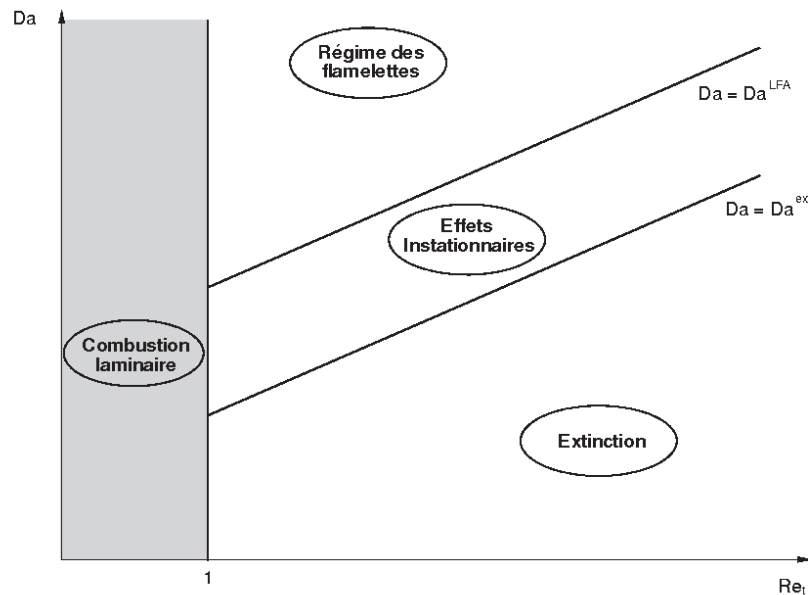 Da
Régime des
flamelettes
Da = Da^LFA
Effets
Instationnaires
Da = Da^ex
Combustion
laminaire
Extinction
1
Re_t